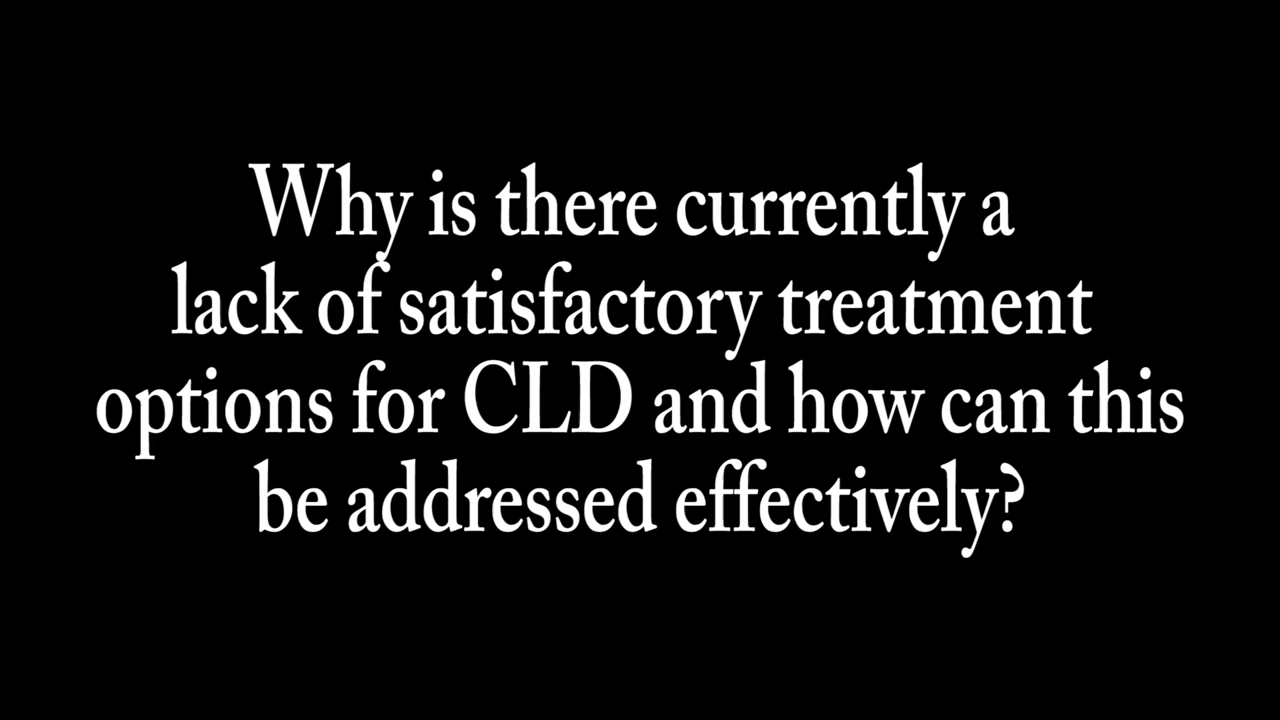 Why is there currently a
lack of satisfactory treatment
options for CLD and how can this
be addressed effectively?